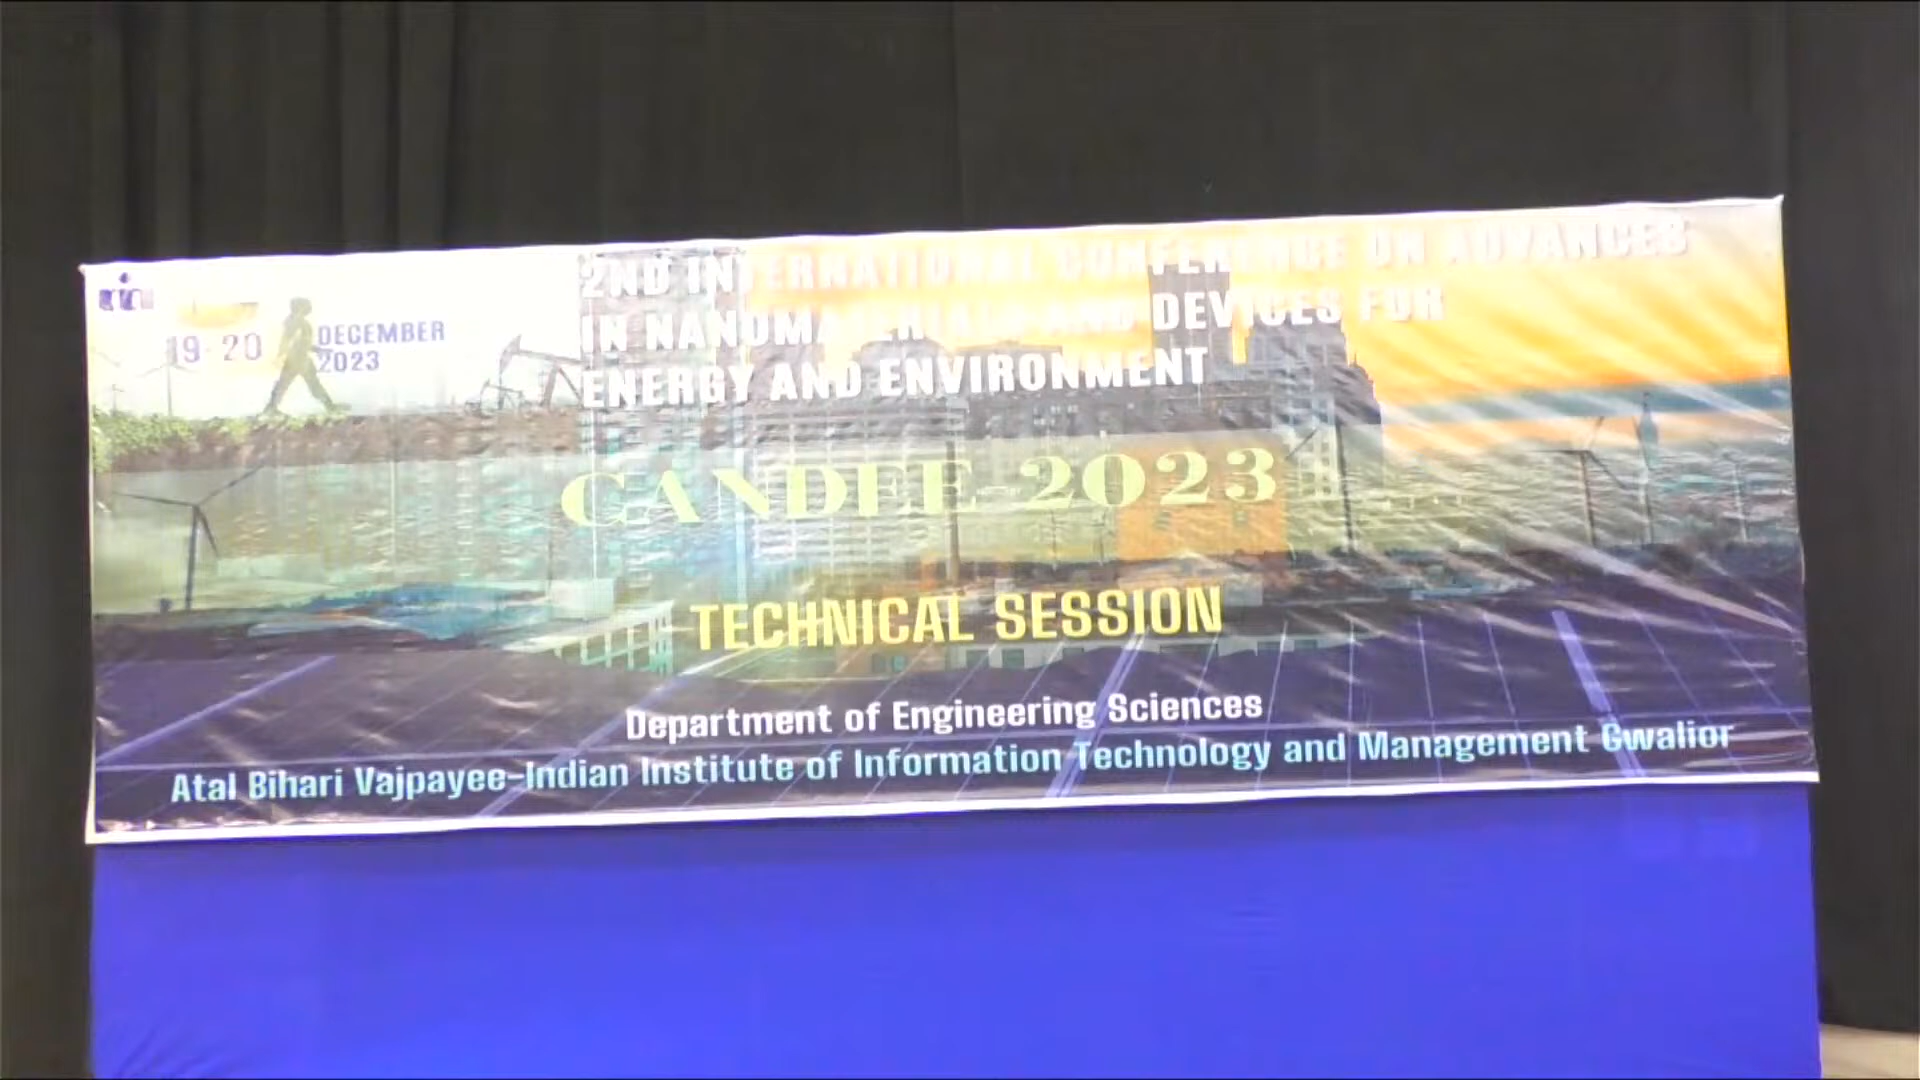 19-20
DECEMBER
2023
2ND INTERNATIONAL CONFERENCE ON ADVANCES
IN NANOMATERIALS AND DEVICES FOR
ENERGY AND ENVIRONMENT
CANDEE 2023
TECHNICAL SESSION
Department of Engineering Sciences
Atal Bihari Vajpayee-Indian Institute of Information Technology and Management Gwalior